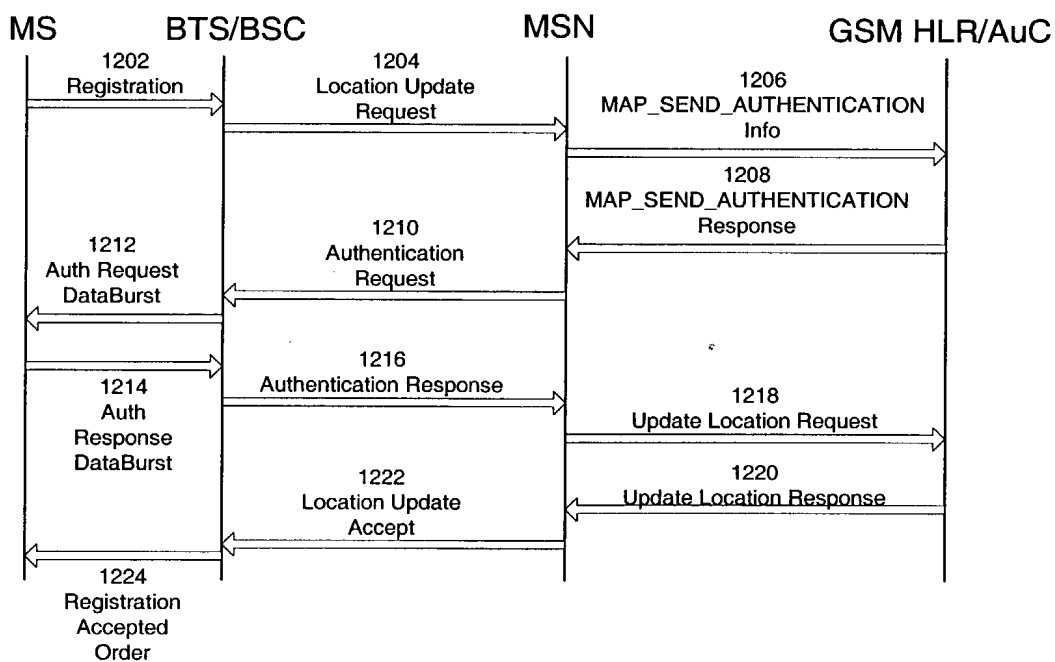 MS
BTS/BSC
MSN
GSM HLR/AuC
1202
Registration
1204
Location Update
Request
1206
MAP_SEND_AUTHENTICATION
Info
1208
MAP_SEND_AUTHENTICATION
Response
1210
Authentication
Request
1212
Auth Request
DataBurst
1214
Auth
Response
DataBurst
1216
Authentication Response
1218
Update Location Request
1220
Update Location Response
1222
Location Update
Accept
1224
Registration
Accepted
Order